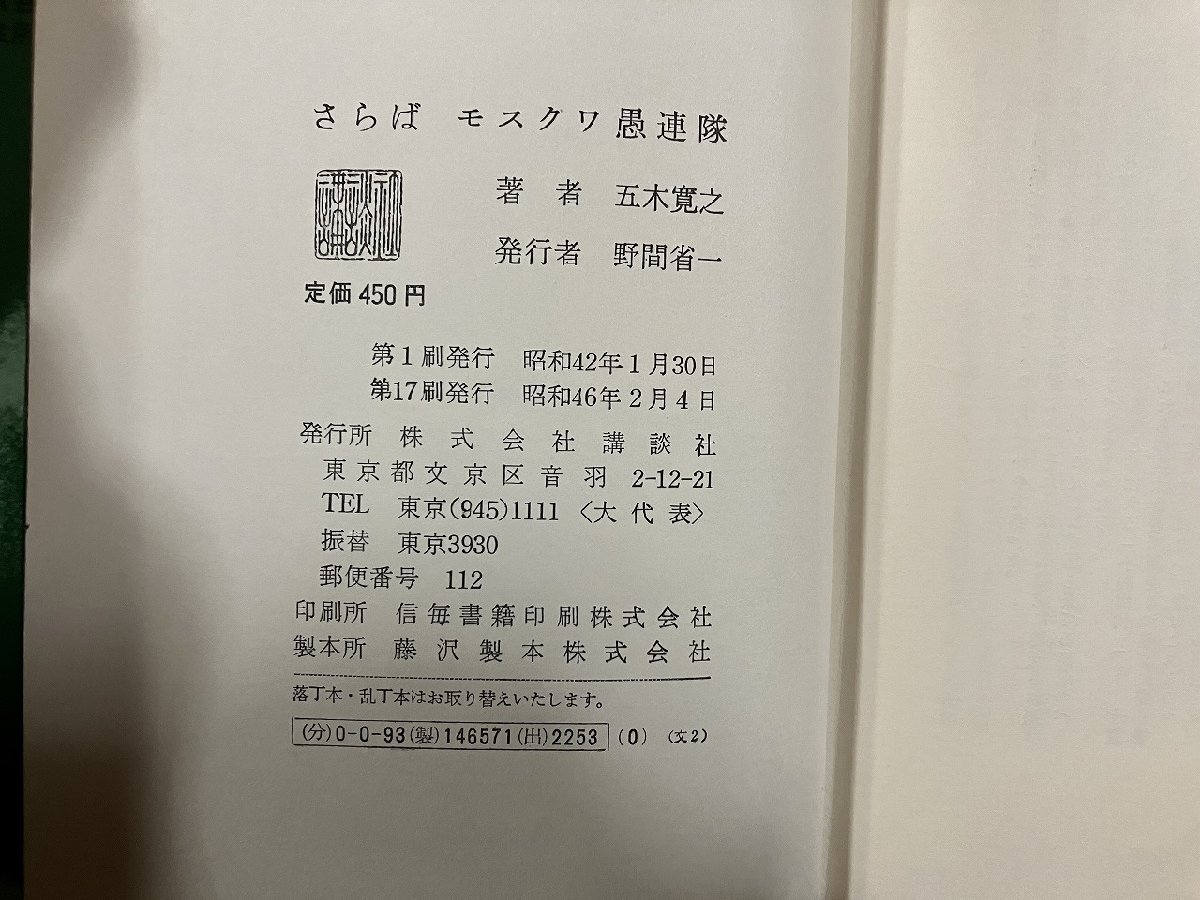 さらば モスクワ愚連隊
講談社
著者 五木寛之
発行者 野間省一
定価450円
第1刷発行 昭和42年1月30日
第17刷発行 昭和46年2月4日
発行所 株式会社講談社
東京都文京区音羽 2-12-21
TEL 東京(945)1111〈大代表〉
振替 東京3930
郵便番号 112
印刷所 信毎書籍印刷株式会社
製本所 藤沢製本株式会社
落丁本・乱丁本はお取り替えいたします。
(分)0-0-93(製)146571(出)2253 (0) (文2)